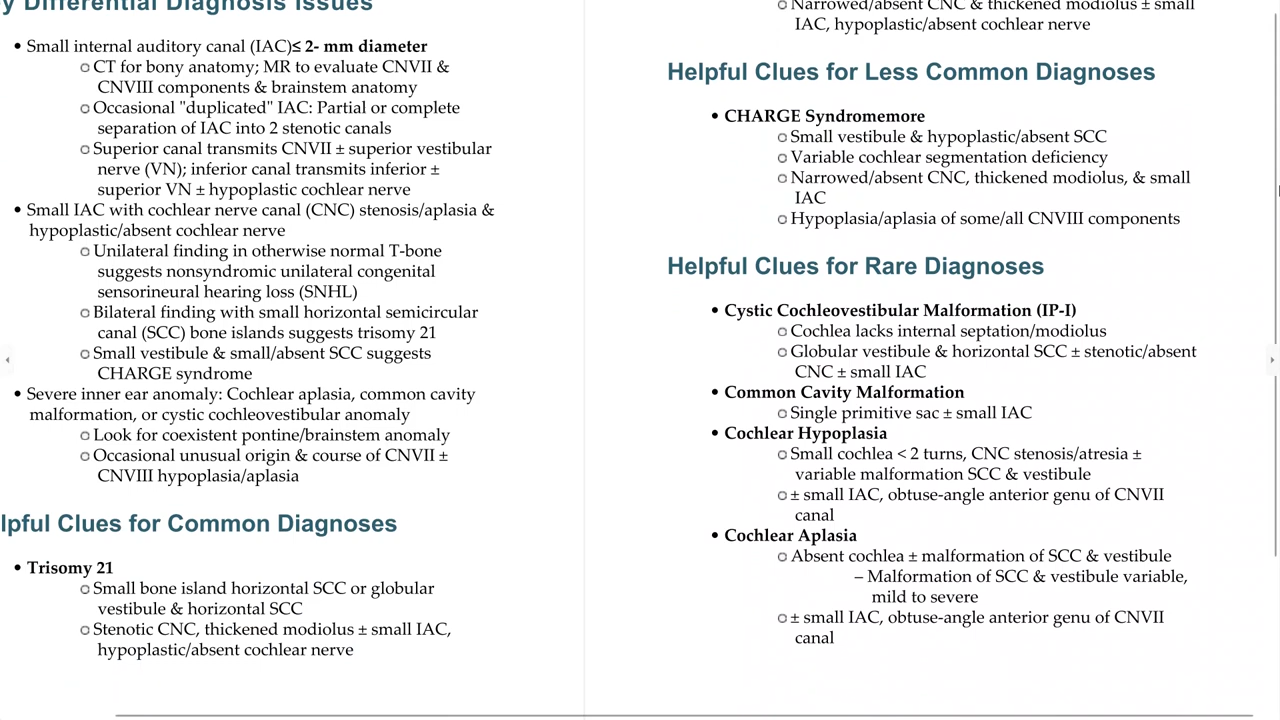 y Differential Diagnosis Issues
• Small internal auditory canal (IAC)≤ 2- mm diameter
○ CT for bony anatomy; MR to evaluate CNVII &
CNVIII components & brainstem anatomy
○ Occasional "duplicated" IAC: Partial or complete
separation of IAC into 2 stenotic canals
○ Superior canal transmits CNVII ± superior vestibular
nerve (VN); inferior canal transmits inferior ±
superior VN ± hypoplastic cochlear nerve
• Small IAC with cochlear nerve canal (CNC) stenosis/aplasia &
hypoplastic/absent cochlear nerve
○ Unilateral finding in otherwise normal T-bone
suggests nonsyndromic unilateral congenital
sensorineural hearing loss (SNHL)
○ Bilateral finding with small horizontal semicircular
canal (SCC) bone islands suggests trisomy 21
○ Small vestibule & small/absent SCC suggests
CHARGE syndrome
• Severe inner ear anomaly: Cochlear aplasia, common cavity
malformation, or cystic cochleovestibular anomaly
○ Look for coexistent pontine/brainstem anomaly
○ Occasional unusual origin & course of CNVII ±
CNVIII hypoplasia/aplasia
lpful Clues for Common Diagnoses
• Trisomy 21
○ Small bone island horizontal SCC or globular
vestibule & horizontal SCC
○ Stenotic CNC, thickened modiolus ± small IAC,
hypoplastic/absent cochlear nerve
○ Narrowed/absent CNC & thickened modiolus ± small
IAC, hypoplastic/absent cochlear nerve
Helpful Clues for Less Common Diagnoses
• CHARGE Syndromemore
○ Small vestibule & hypoplastic/absent SCC
○ Variable cochlear segmentation deficiency
○ Narrowed/absent CNC, thickened modiolus, & small
IAC
○ Hypoplasia/aplasia of some/all CNVIII components
Helpful Clues for Rare Diagnoses
• Cystic Cochleovestibular Malformation (IP-I)
○ Cochlea lacks internal septation/modiolus
○ Globular vestibule & horizontal SCC ± stenotic/absent
CNC ± small IAC
• Common Cavity Malformation
○ Single primitive sac ± small IAC
• Cochlear Hypoplasia
○ Small cochlea < 2 turns, CNC stenosis/atresia ±
variable malformation SCC & vestibule
○ ± small IAC, obtuse-angle anterior genu of CNVII
canal
• Cochlear Aplasia
○ Absent cochlea ± malformation of SCC & vestibule
– Malformation of SCC & vestibule variable,
mild to severe
○ ± small IAC, obtuse-angle anterior genu of CNVII
canal